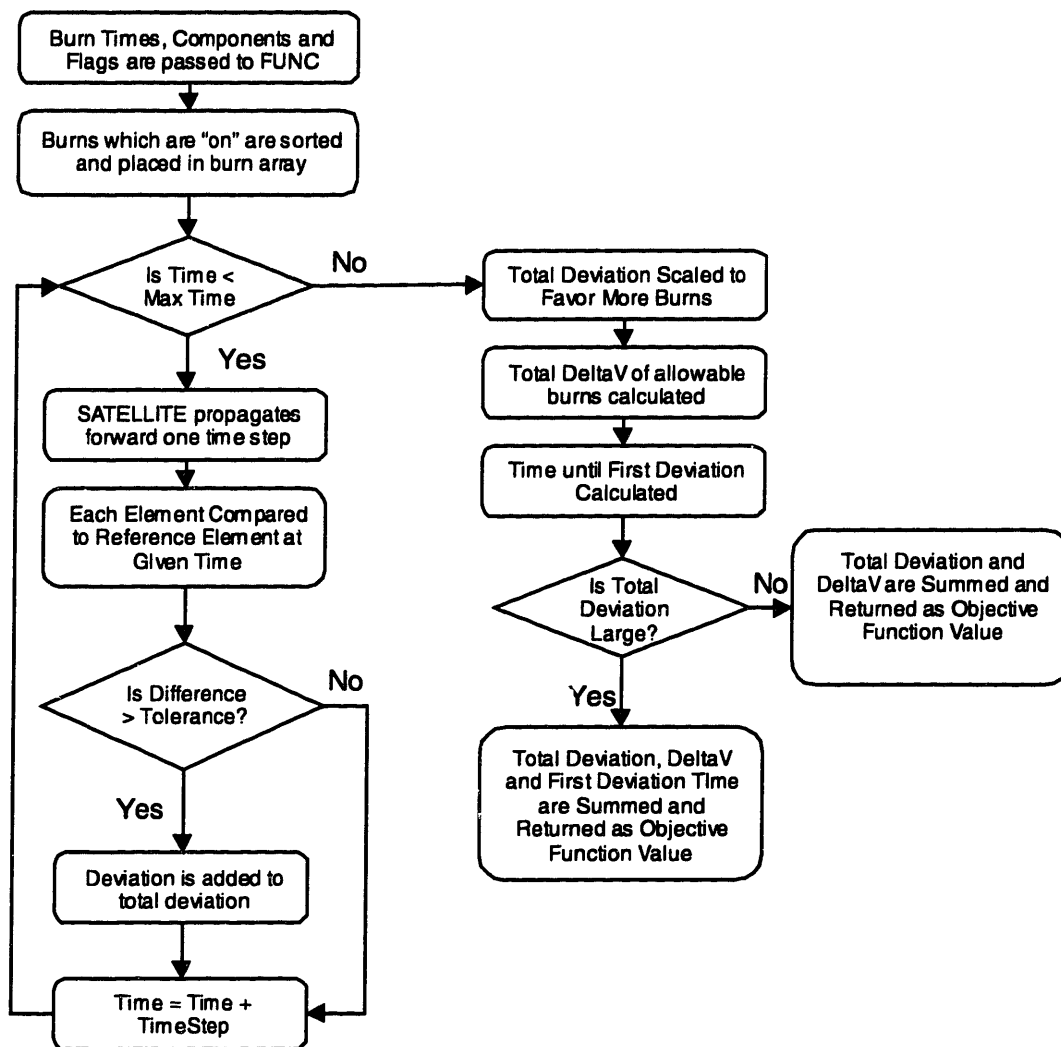 Burn Times, Components and
Flags are passed to FUNC
Burns which are "on" are sorted
and placed in burn array
Is Time <
Max Time
No
Yes
SATELLITE propagates
forward one time step
Each Element Compared
to Reference Element at
Given Time
Is Difference
> Tolerance?
No
Yes
Deviation is added to
total deviation
Time = Time +
TimeStep
Total Deviation Scaled to
Favor More Burns
Total DeltaV of allowable
burns calculated
Time until First Deviation
Calculated
Is Total
Deviation
Large?
No
Yes
Total Deviation and
DeltaV are Summed and
Returned as Objective
Function Value
Total Deviation, DeltaV
and First Deviation TIme
are Summed and
Returned as Objective
Function Value